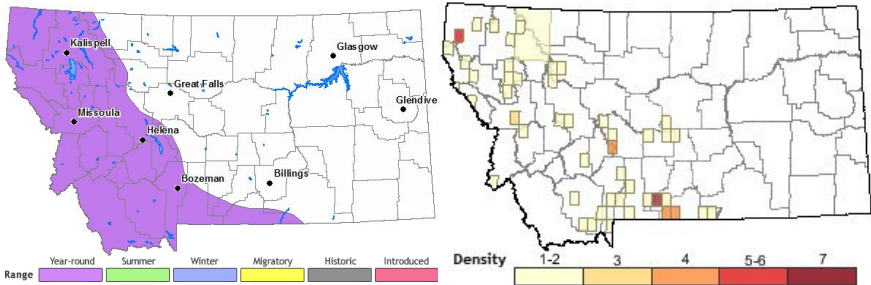 Kalispell
Glasgow
Great Falls
Glendive
Missoula
Helena
Bozeman
Billings
Range
Year-round
Summer
Winter
Migratory
Historic
Introduced
Density
1-2
3
4
5-6
7